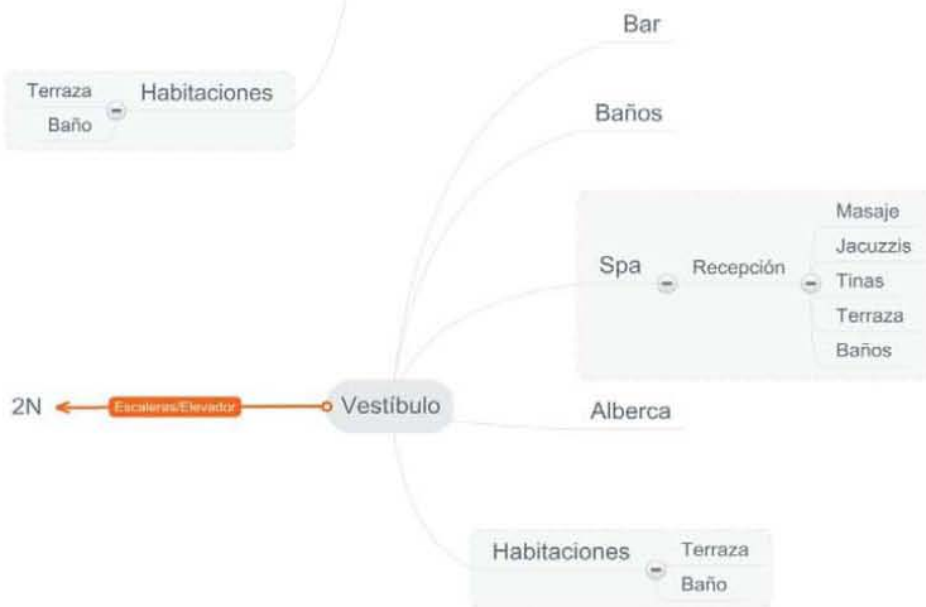 Bar
Terraza
Habitaciones
Baño
Baños
Masaje
Jacuzzis
Spa
Recepción
Tinas
Terraza
Baños
2N
Escaleras/Elevador
Vestíbulo
Alberca
Habitaciones
Terraza
Baño